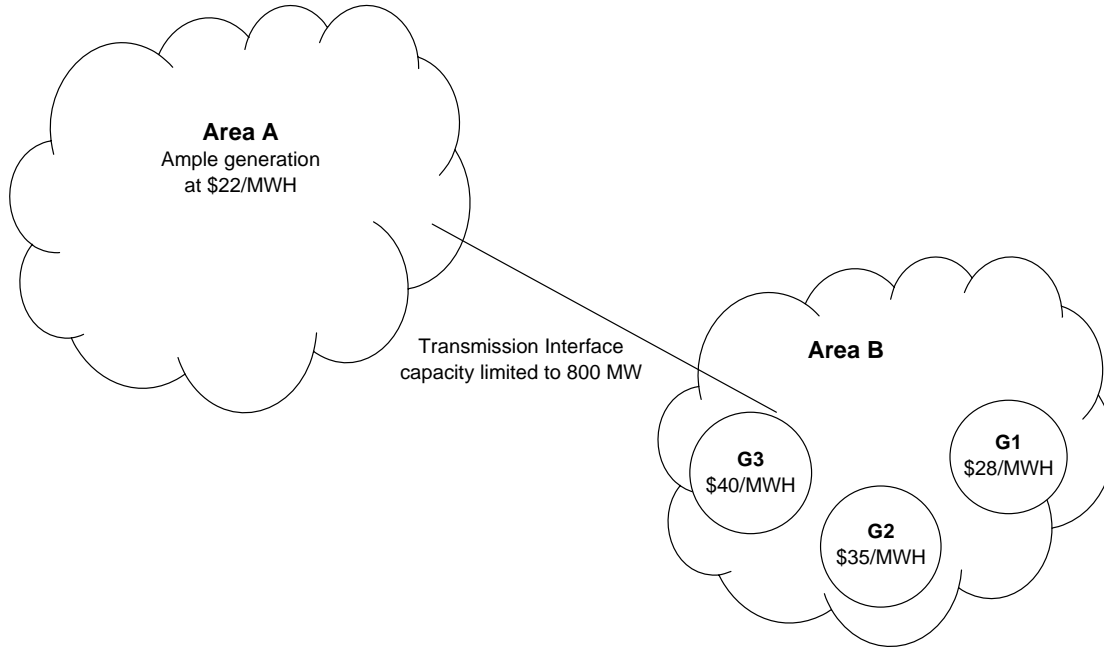 Area A
Ample generation
at $22/MWH
Transmission Interface
capacity limited to 800 MW
Area B
G1
$28/MWH
G3
$40/MWH
G2
$35/MWH